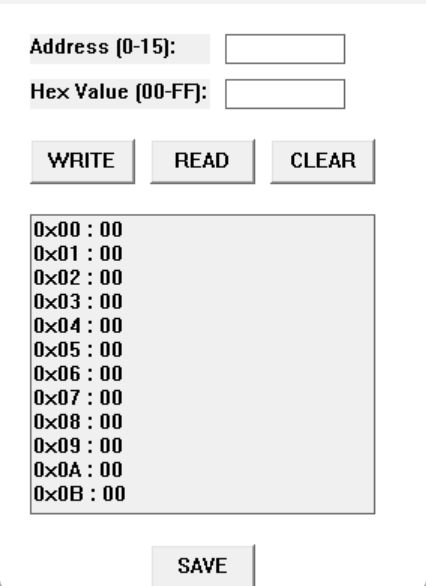 Address (0-15):
Hex Value (00-FF):
WRITE READ CLEAR
0x00 : 00
0x01 : 00
0x02 : 00
0x03 : 00
0x04 : 00
0x05 : 00
0x06 : 00
0x07 : 00
0x08 : 00
0x09 : 00
0x0A : 00
0x0B : 00
SAVE